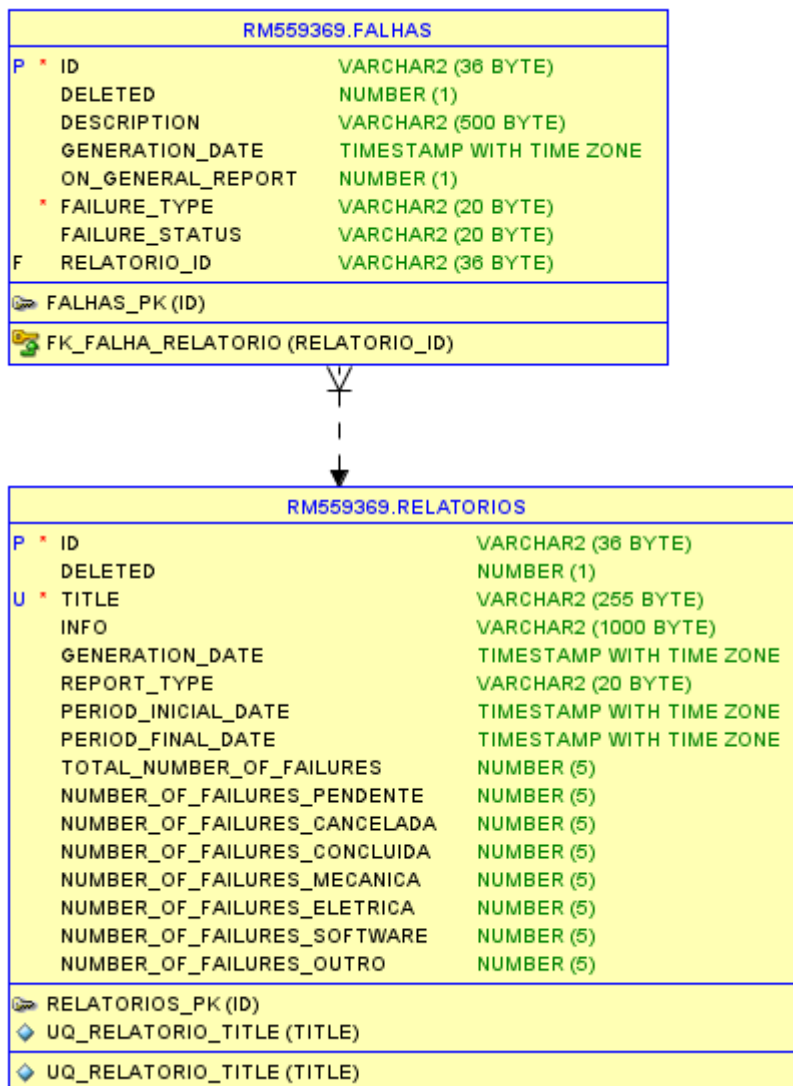 RM559369.FALHAS
P * ID VARCHAR2 (36 BYTE)
DELETED NUMBER (1)
DESCRIPTION VARCHAR2 (500 BYTE)
GENERATION_DATE TIMESTAMP WITH TIME ZONE
ON_GENERAL_REPORT NUMBER (1)
* FAILURE_TYPE VARCHAR2 (20 BYTE)
FAILURE_STATUS VARCHAR2 (20 BYTE)
F RELATORIO_ID VARCHAR2 (36 BYTE)
FALHAS_PK (ID)
FK_FALHA_RELATORIO (RELATORIO_ID)
RM559369.RELATORIOS
P * ID VARCHAR2 (36 BYTE)
DELETED NUMBER (1)
U * TITLE VARCHAR2 (255 BYTE)
INFO VARCHAR2 (1000 BYTE)
GENERATION_DATE TIMESTAMP WITH TIME ZONE
REPORT_TYPE VARCHAR2 (20 BYTE)
PERIOD_INICIAL_DATE TIMESTAMP WITH TIME ZONE
PERIOD_FINAL_DATE TIMESTAMP WITH TIME ZONE
TOTAL_NUMBER_OF_FAILURES NUMBER (5)
NUMBER_OF_FAILURES_PENDENTE NUMBER (5)
NUMBER_OF_FAILURES_CANCELADA NUMBER (5)
NUMBER_OF_FAILURES_CONCLUIDA NUMBER (5)
NUMBER_OF_FAILURES_MECANICA NUMBER (5)
NUMBER_OF_FAILURES_ELETRICA NUMBER (5)
NUMBER_OF_FAILURES_SOFTWARE NUMBER (5)
NUMBER_OF_FAILURES_OUTRO NUMBER (5)
RELATORIOS_PK (ID)
UQ_RELATORIO_TITLE (TITLE)
UQ_RELATORIO_TITLE (TITLE)